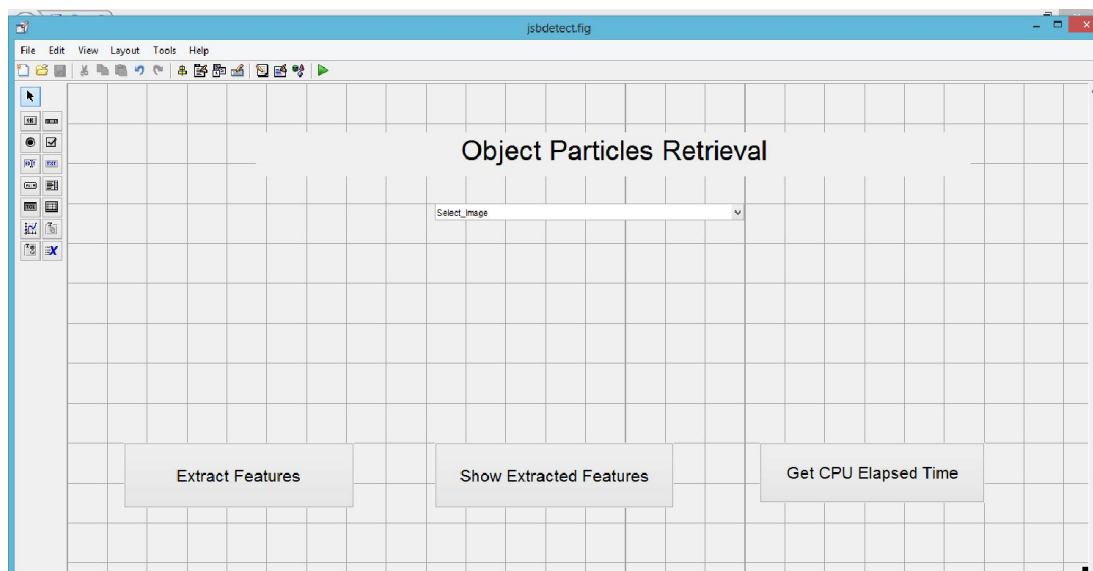 jsbdetect.fig
File Edit View Layout Tools Help
Object Particles Retrieval
Select_Image
Extract Features
Show Extracted Features
Get CPU Elapsed Time